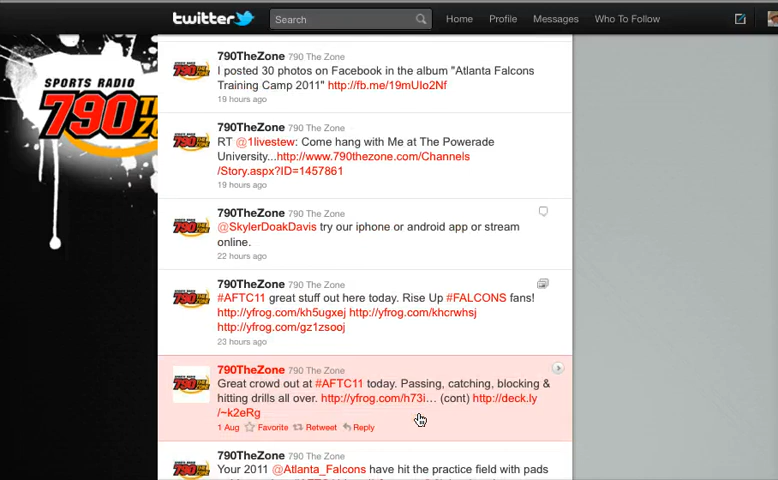 twitter
Search
Home
Profile
Messages
Who To Follow
SPORTS RADIO
790 THE
ZO
790TheZone 790 The Zone
I posted 30 photos on Facebook in the album "Atlanta Falcons
Training Camp 2011" http://fb.me/19mUIo2Nf
19 hours ago
790TheZone 790 The Zone
RT @1livestew: Come hang with Me at The Powerade
University...http://www.790thezone.com/Channels
/Story.aspx?ID=1457861
19 hours ago
790TheZone 790 The Zone
@SkylerDoakDavis try our iphone or android app or stream
online.
22 hours ago
790TheZone 790 The Zone
#AFTC11 great stuff out here today. Rise Up #FALCONS fans!
http://yfrog.com/kh5ugxej http://yfrog.com/khcrwhsj
http://yfrog.com/gz1zsooj
23 hours ago
790TheZone 790 The Zone
Great crowd out at #AFTC11 today. Passing, catching, blocking &
hitting drills all over. http://yfrog.com/h73i… (cont) http://deck.ly
/~k2eRg
1 Aug Favorite Retweet Reply
790TheZone 790 The Zone
Your 2011 @Atlanta_Falcons have hit the practice field with pads